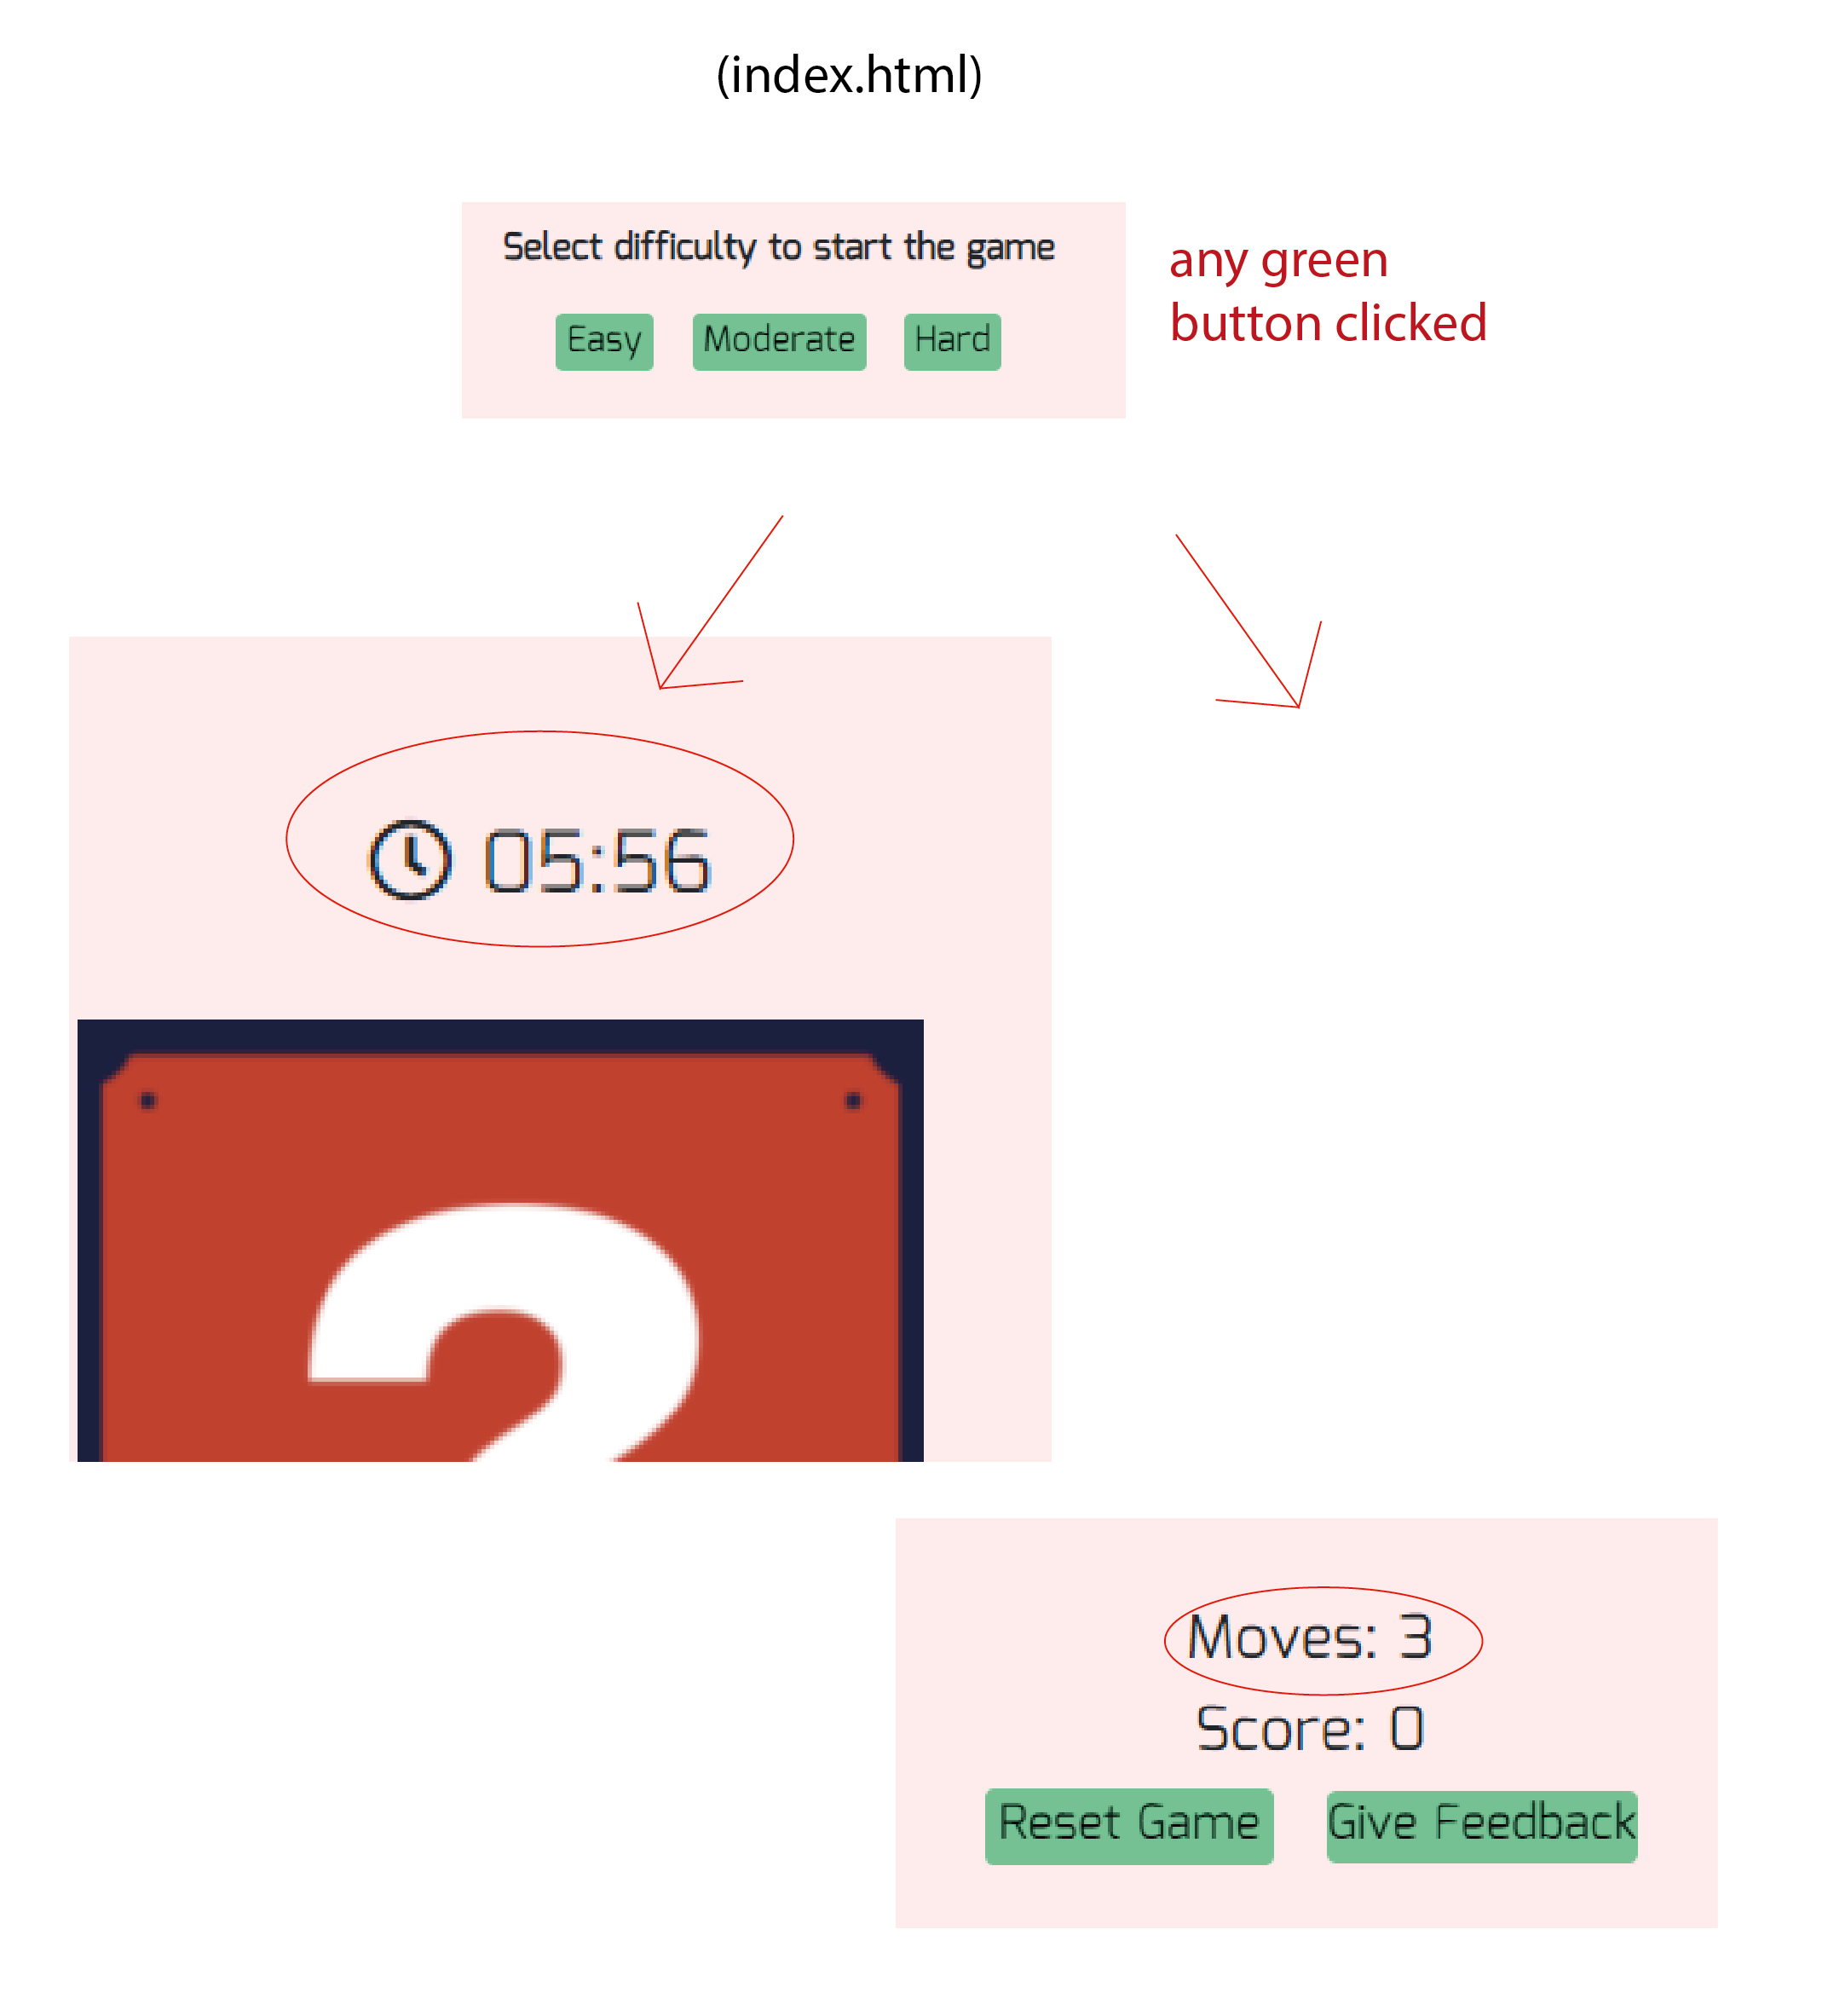 (index.html)
Select difficulty to start the game
any green
button clicked
Easy Moderate Hard
05:56
2
Moves: 3
Score: 0
Reset Game Give Feedback